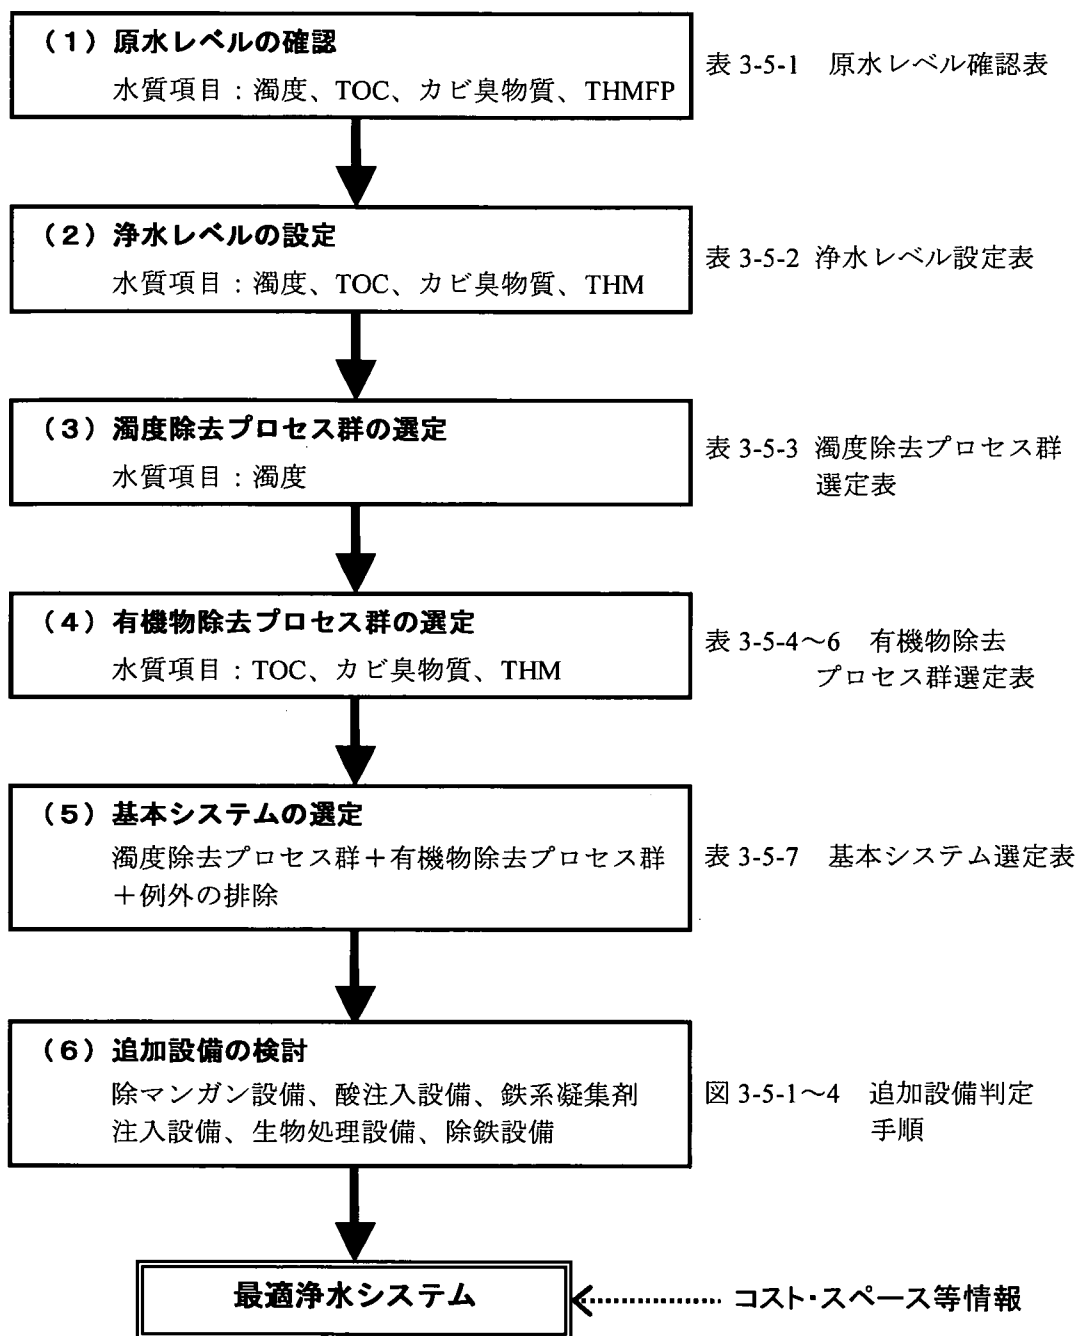 (1)原水レベルの確認
水質項目:濁度、TOC、カビ臭物質、THMFP
表 3-5-1 原水レベル確認表
(2)浄水レベルの設定
水質項目:濁度、TOC、カビ臭物質、THM
表 3-5-2 浄水レベル設定表
(3)濁度除去プロセス群の選定
水質項目:濁度
表 3-5-3 濁度除去プロセス群
選定表
(4)有機物除去プロセス群の選定
水質項目:TOC、カビ臭物質、THM
表 3-5-4~6 有機物除去
プロセス群選定表
(5)基本システムの選定
濁度除去プロセス群+有機物除去プロセス群
+例外の排除
表 3-5-7 基本システム選定表
(6)追加設備の検討
除マンガン設備、酸注入設備、鉄系凝集剤
注入設備、生物処理設備、除鉄設備
図 3-5-1~4 追加設備判定
手順
最適浄水システム
コスト・スペース等情報